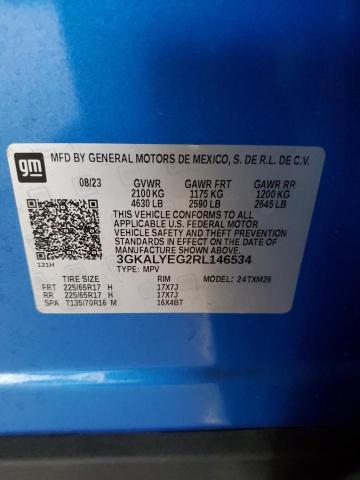 gm
MFD BY GENERAL MOTORS DE MEXICO, S. DE R.L. DE C.V.
08/23 GVWR GAWR FRT GAWR RR
2100 KG 1175 KG 1200 KG
4630 LB 2590 LB 2645 LB
THIS VEHICLE CONFORMS TO ALL
APPLICABLE U.S. FEDERAL MOTOR
VEHICLE SAFETY AND THEFT
PREVENTION STANDARDS IN EFFECT
ON THE DATE OF MANUFACTURE
SHOWN ABOVE.
3GKALYEG2RL146534
121H TYPE: MPV
TIRE SIZE RIM 24TXM26
FRT 225/65R17 H 17X7J
RR 225/65R17 H 17X7J
SPA T135/70R16 M 16X4BT